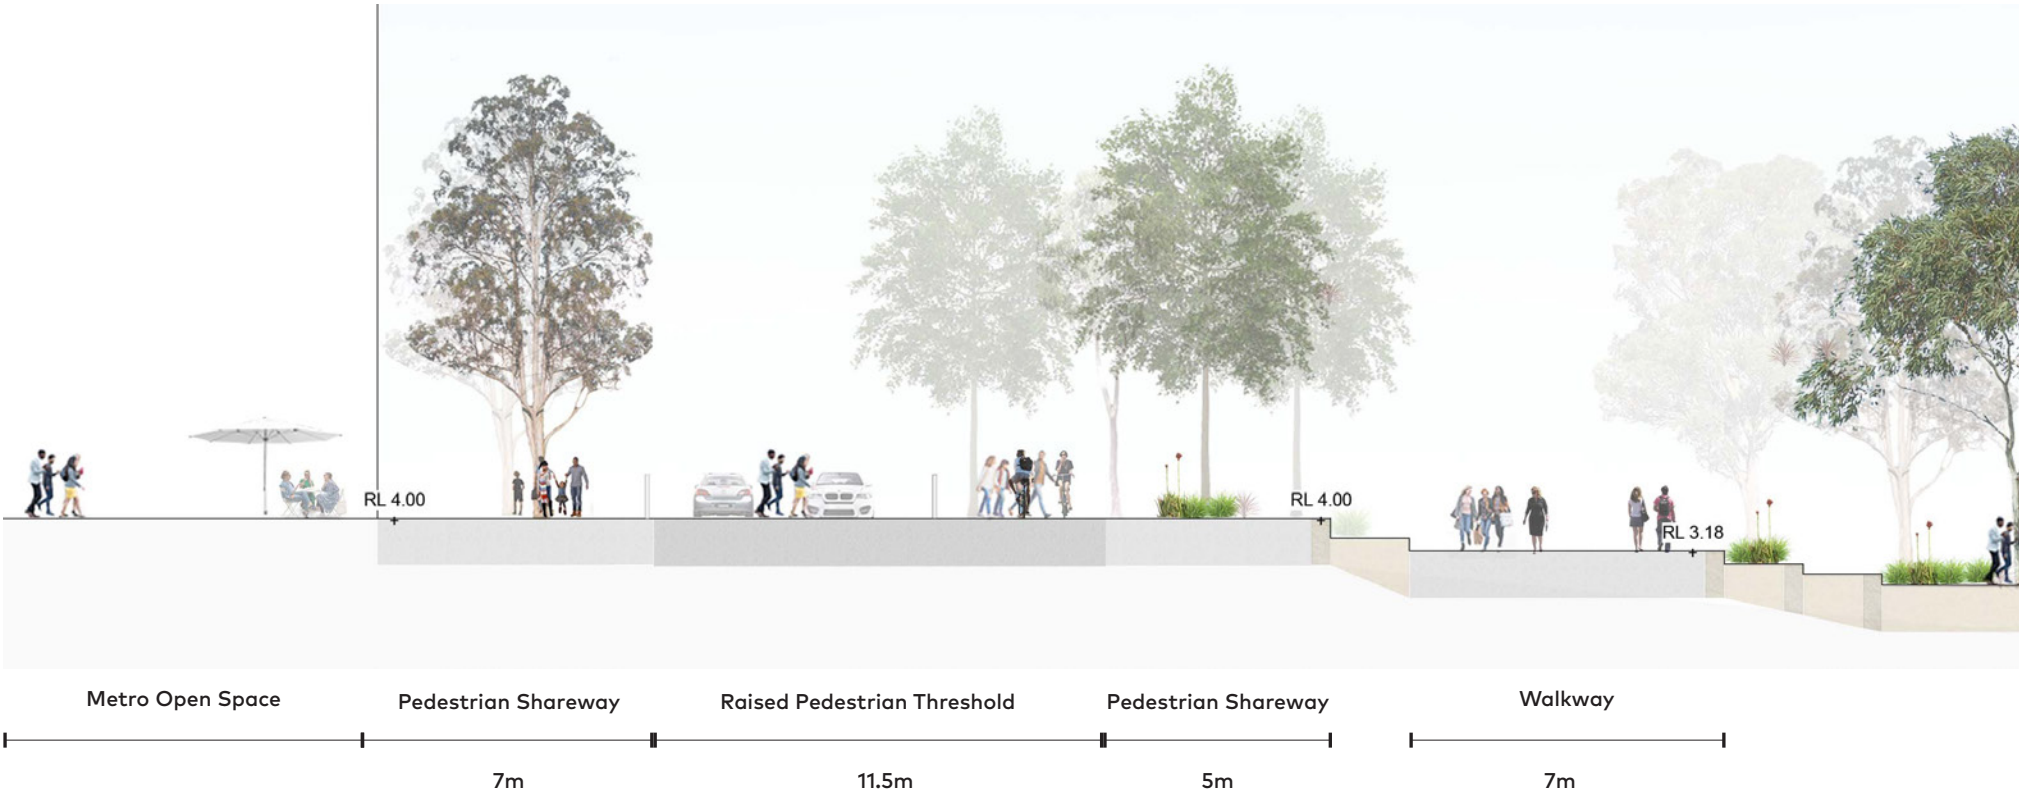 RL 4.00
RL 4.00
RL 3.18
Metro Open Space
Pedestrian Shareway
Raised Pedestrian Threshold
Pedestrian Shareway
Walkway
7m
11.5m
5m
7m